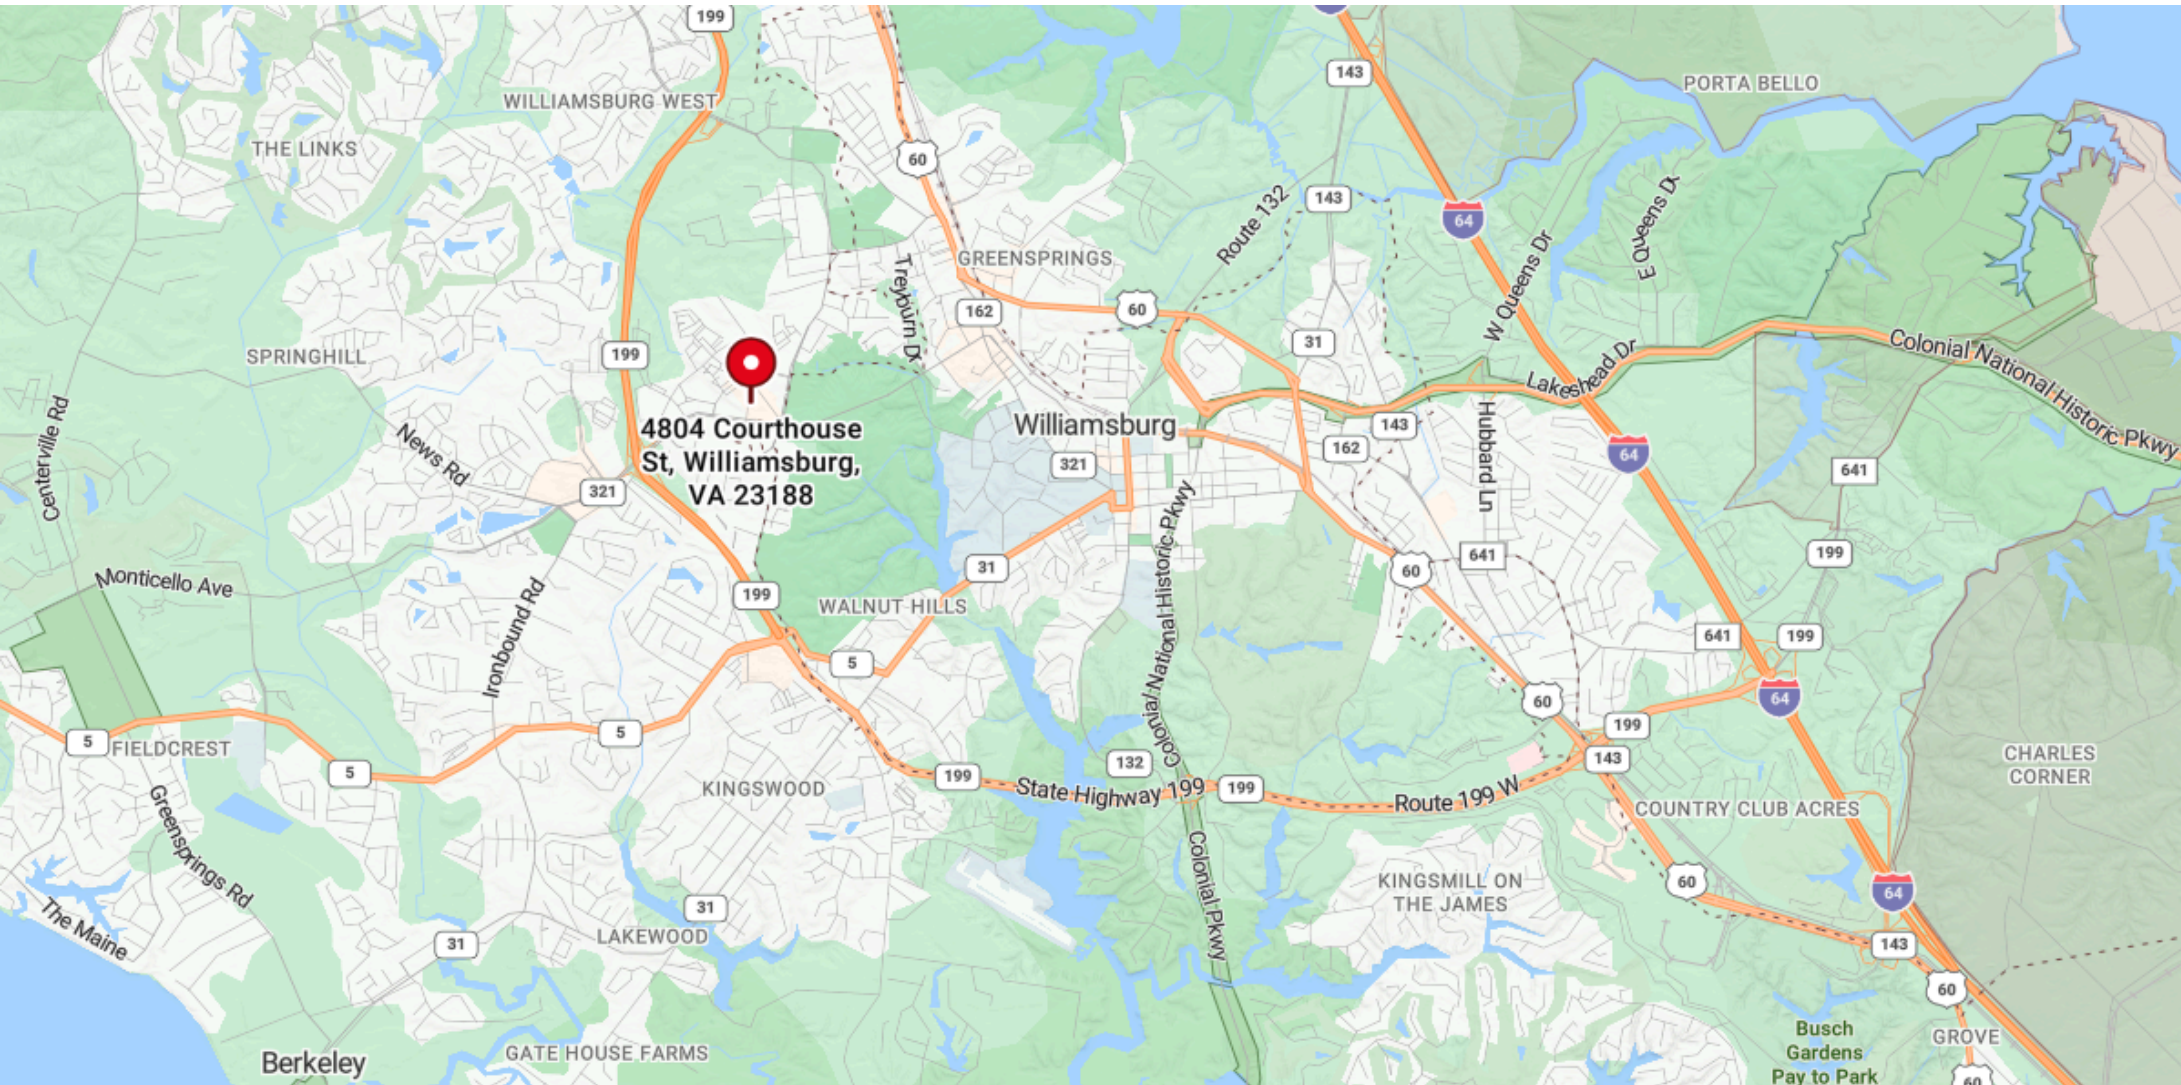 199
143
PORTA BELLO
WILLIAMSBURG WEST
THE LINKS
60
143
Route 132
E Queens Dr
64
W Queens Dr
GREENSPRINGS
Treyburn Dr
162
60
31
Colonial National Historic Pkwy
SPRINGHILL
199
Lakeshead Dr
Centerville Rd
News Rd
4804 Courthouse
St, Williamsburg,
VA 23188
Williamsburg
143
162
Hubbard Ln
64
321
641
321
Colonial National Historic Pkwy
199
641
60
31
Monticello Ave
Ironbound Rd
199
WALNUT HILLS
641
199
5
60
64
199
5
5
FIELDCREST
143
132
CHARLES
CORNER
5
199
State Highway 199
199
Route 199 W
KINGSWOOD
COUNTRY CLUB ACRES
Greensprings Rd
Colonial Pkwy
KINGSMILL ON
THE JAMES
60
64
31
The Maine
31
LAKEWOOD
143
60
Busch
Gardens
Pay to Park
GROVE
GATE HOUSE FARMS
Berkeley
60